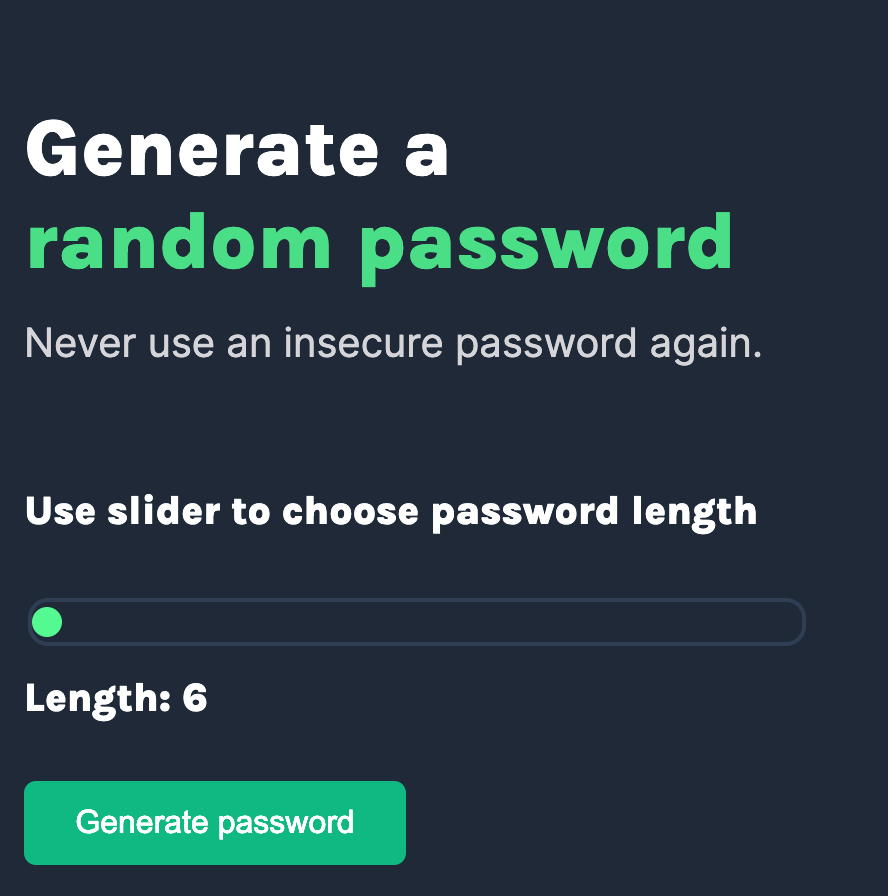 Generate a
random password
Never use an insecure password again.
Use slider to choose password length
Length: 6
Generate password